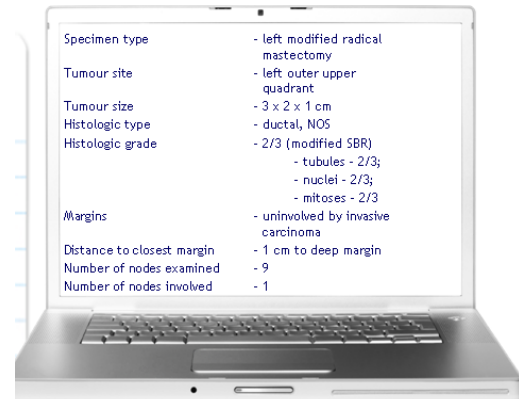 Specimen type - left modified radical
mastectomy
Tumour site - left outer upper
quadrant
Tumour size - 3 x 2 x 1 cm
Histologic type - ductal, NOS
Histologic grade - 2/3 (modified SBR)
- tubules - 2/3;
- nuclei - 2/3;
- mitoses - 2/3
Margins - uninvolved by invasive
carcinoma
Distance to closest margin - 1 cm to deep margin
Number of nodes examined - 9
Number of nodes involved - 1